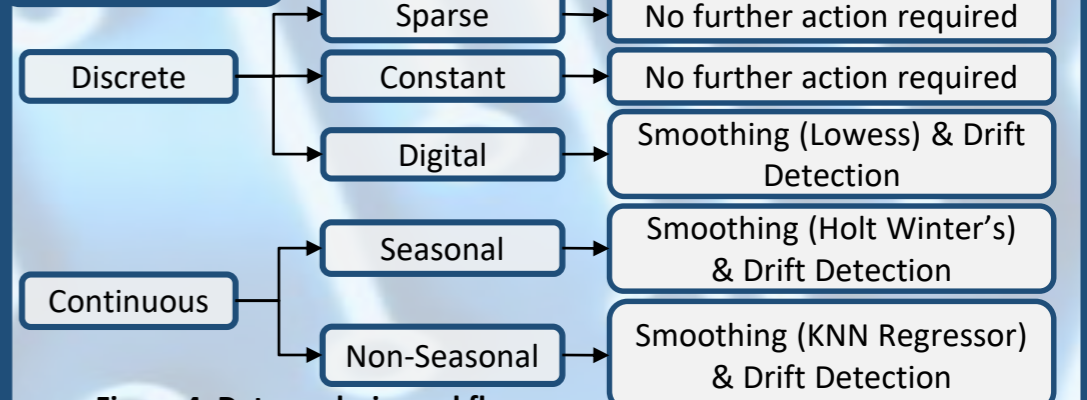 Sparse
No further action required
Discrete
Constant
No further action required
Digital
Smoothing (Lowess) & Drift
Detection
Seasonal
Smoothing (Holt Winter's)
& Drift Detection
Continuous
Non-Seasonal
Smoothing (KNN Regressor)
& Drift Detection